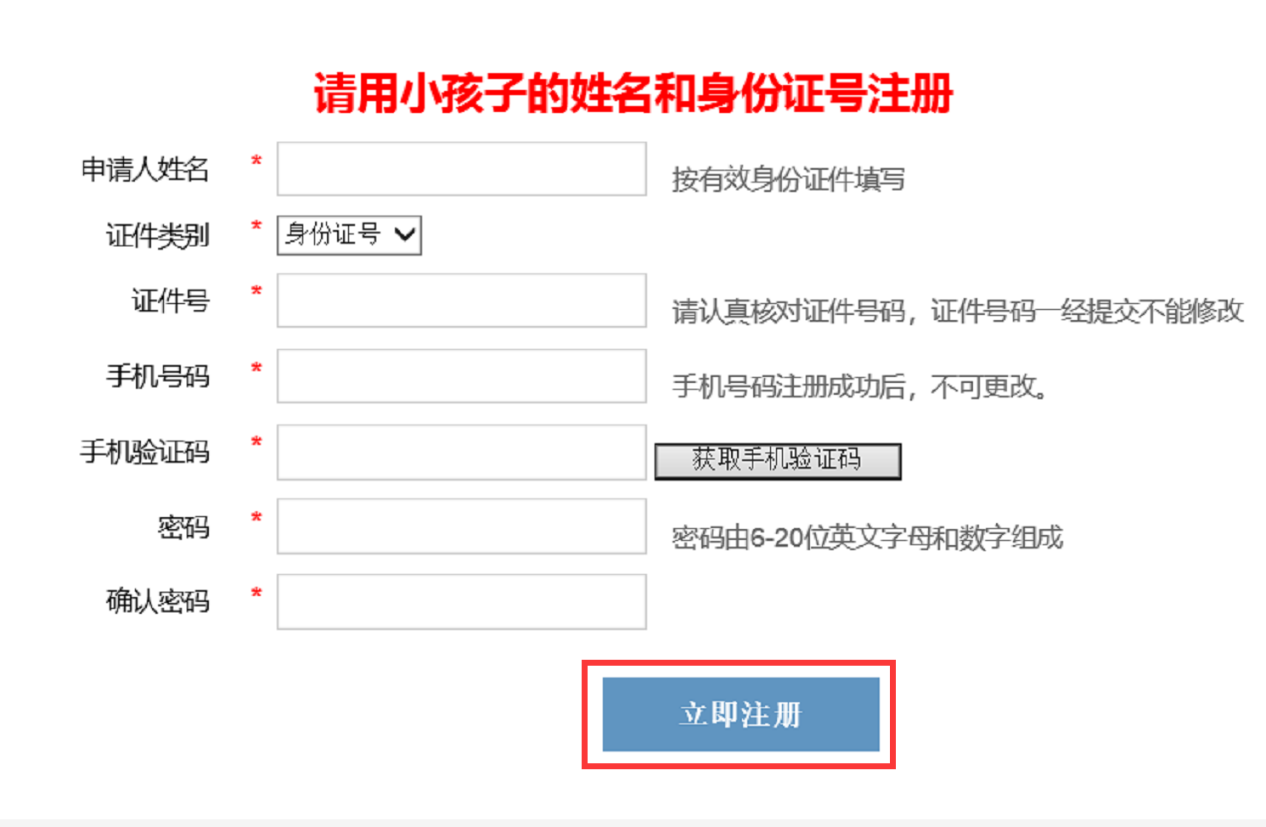 请用小孩子的姓名和身份证号注册
申请人姓名 * 按有效身份证件填写
证件类别 * 身份证号
证件号 * 请认真核对证件号码，证件号码一经提交不能修改
手机号码 * 手机号码注册成功后，不可更改。
手机验证码 * 获取手机验证码
密码 * 密码由6-20位英文字母和数字组成
确认密码 *
立即注册